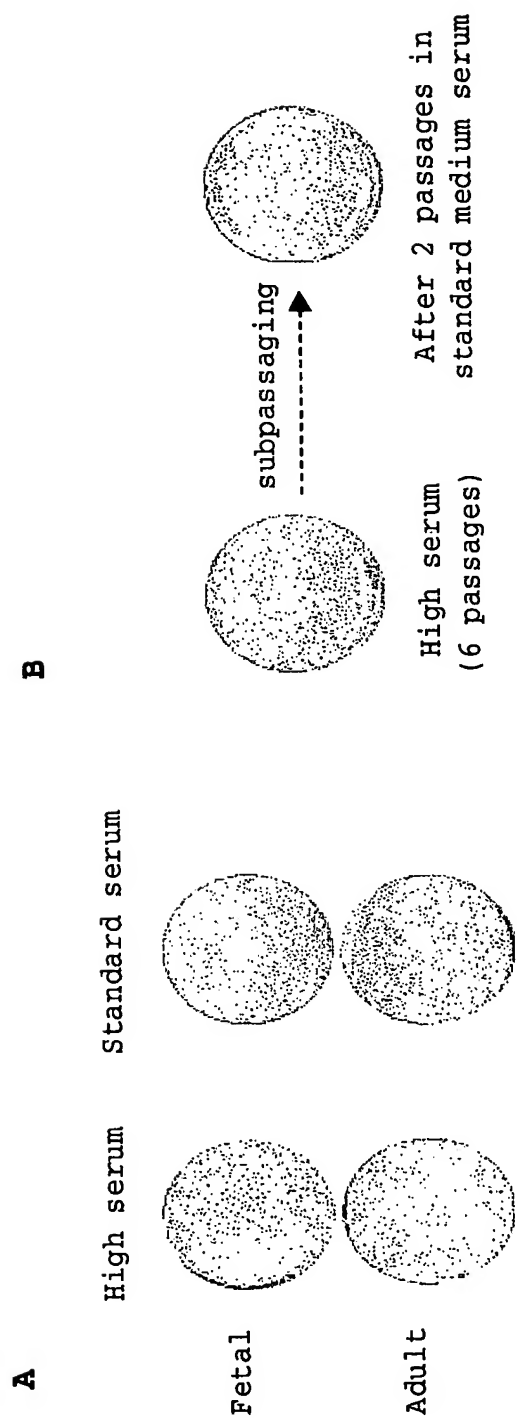 A
High serum
Standard serum
Fetal
Adult
B
subpassaging
High serum
(6 passages)
After 2 passages in
standard medium serum